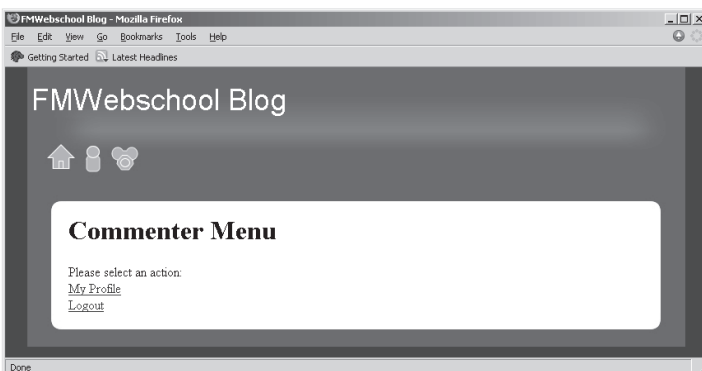 FMWebschool Blog - Mozilla Firefox
File Edit View Go Bookmarks Tools Help
Getting Started Latest Headlines
FMWebschool Blog
Commenter Menu
Please select an action:
My Profile
Logout
Done